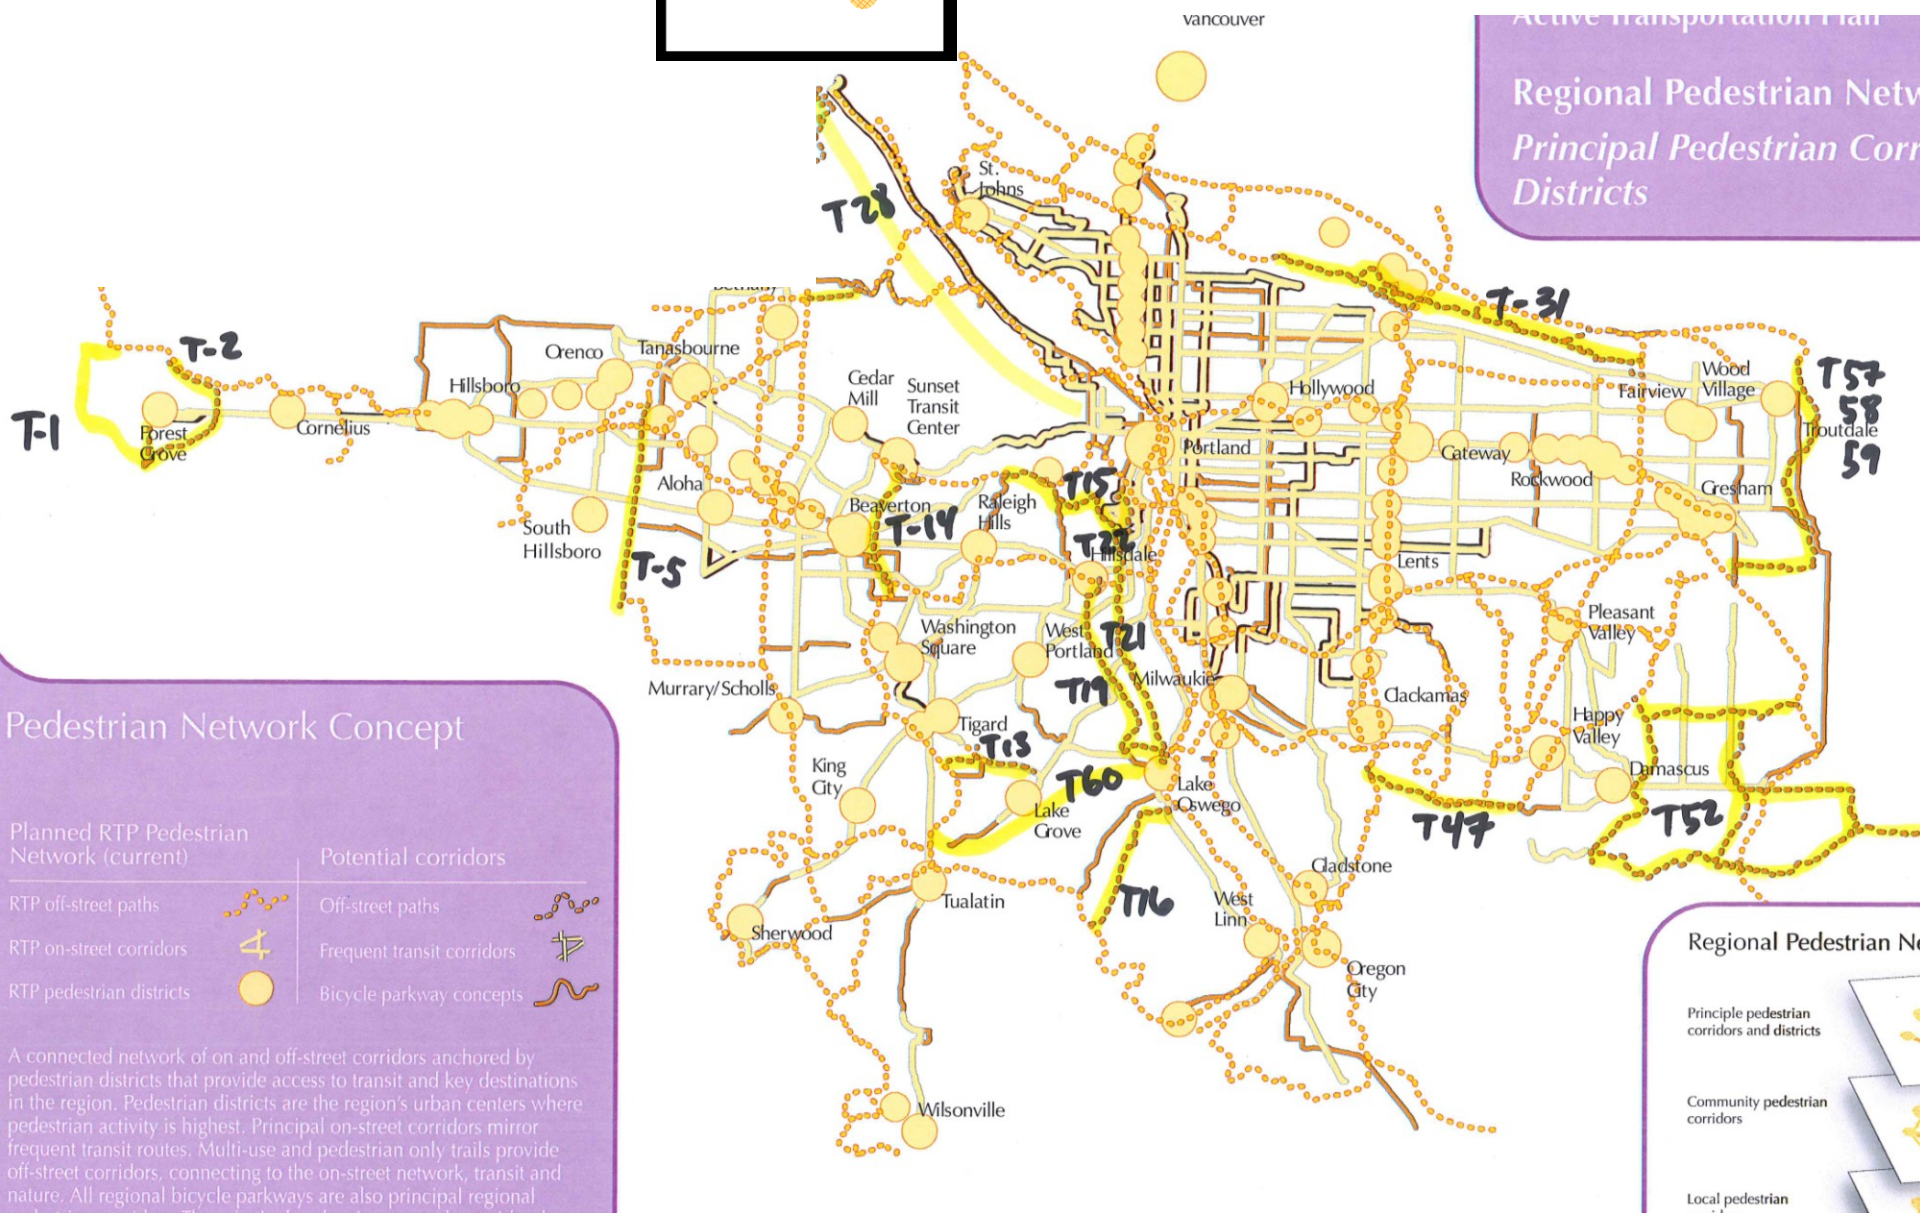 Vancouver
Active Transportation Plan
Regional Pedestrian Netw
Principal Pedestrian Corr
Districts
St.
Johns
T28
T-31
Bethany
T-2
Orenco
Tanasbourne
Hillsboro
Cedar
Mill
Sunset
Transit
Center
Hollywood
Wood
Village
Fairview
T57
58
59
Troutdale
T-1
Forest
Grove
Cornelius
Portland
Gateway
Rockwood
Gresham
Aloha
Beaverton
Raleigh
Hills
T15
T-14
T22
Hillsdale
South
Hillsboro
T-5
Lents
Pleasant
Valley
Washington
Square
West
Portland
T21
T19
Milwaukie
Murrary/Scholls
Clackamas
Happy
Valley
Tigard
T13
King
City
T60
Lake
Oswego
Lake
Grove
Damascus
T52
T47
Gladstone
Tualatin
T16
West
Linn
Sherwood
Oregon
City
Wilsonville
Pedestrian Network Concept
Planned RTP Pedestrian
Network (current)
Potential corridors
RTP off-street paths
Off-street paths
RTP on-street corridors
Frequent transit corridors
RTP pedestrian districts
Bicycle parkway concepts
A connected network of on and off-street corridors anchored by
pedestrian districts that provide access to transit and key destinations
in the region. Pedestrian districts are the region's urban centers where
pedestrian activity is highest. Principal on-street corridors mirror
frequent transit routes. Multi-use and pedestrian only trails provide
off-street corridors, connecting to the on-street network, transit and
nature. All regional bicycle parkways are also principal regional
Regional Pedestrian Ne
Principle pedestrian
corridors and districts
Community pedestrian
corridors
Local pedestrian